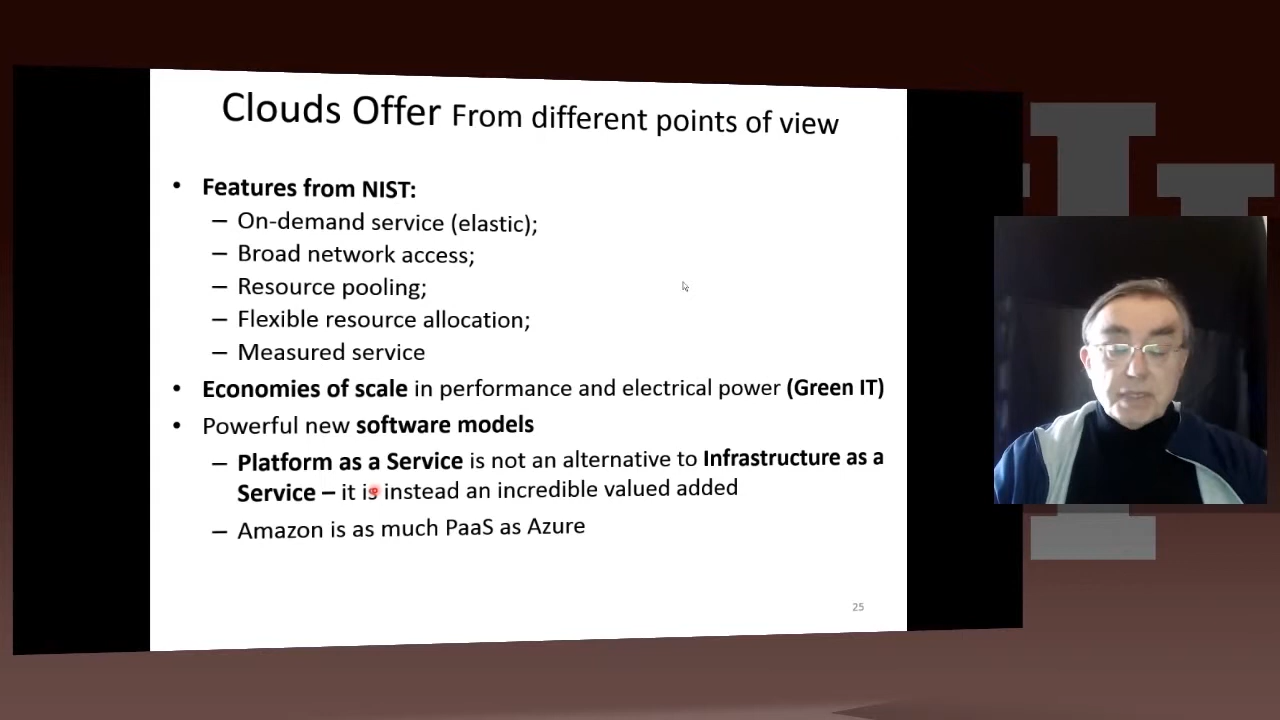 Clouds Offer From different points of view
• Features from NIST:
– On-demand service (elastic);
– Broad network access;
– Resource pooling;
– Flexible resource allocation;
– Measured service
• Economies of scale in performance and electrical power (Green IT)
• Powerful new software models
– Platform as a Service is not an alternative to Infrastructure as a
Service – it is instead an incredible valued added
– Amazon is as much PaaS as Azure
25